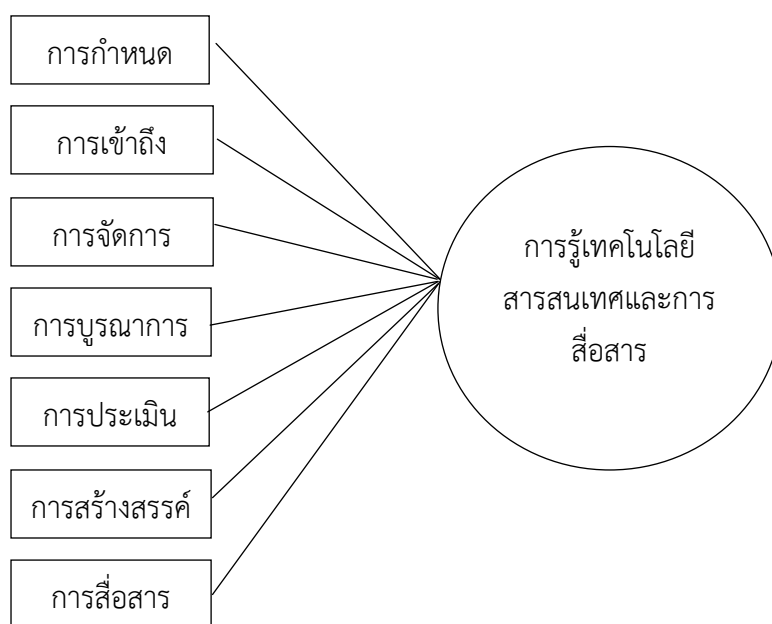 การกำหนด
การเข้าถึง
การจัดการ
การบูรณาการ
การประเมิน
การสร้างสรรค์
การสื่อสาร
การรู้เทคโนโลยี
สารสนเทศและการ
สื่อสาร